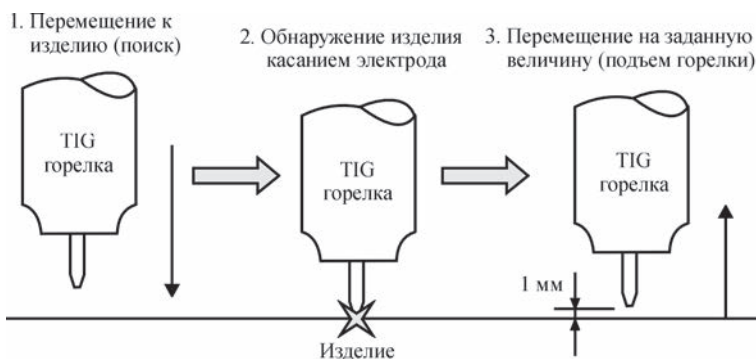 1. Перемещение к
изделию (поиск)
2. Обнаружение изделия
касанием электрода
3. Перемещение на заданную
величину (подъем горелки)
TIG
горелка
TIG
горелка
TIG
горелка
1 мм
Изделие